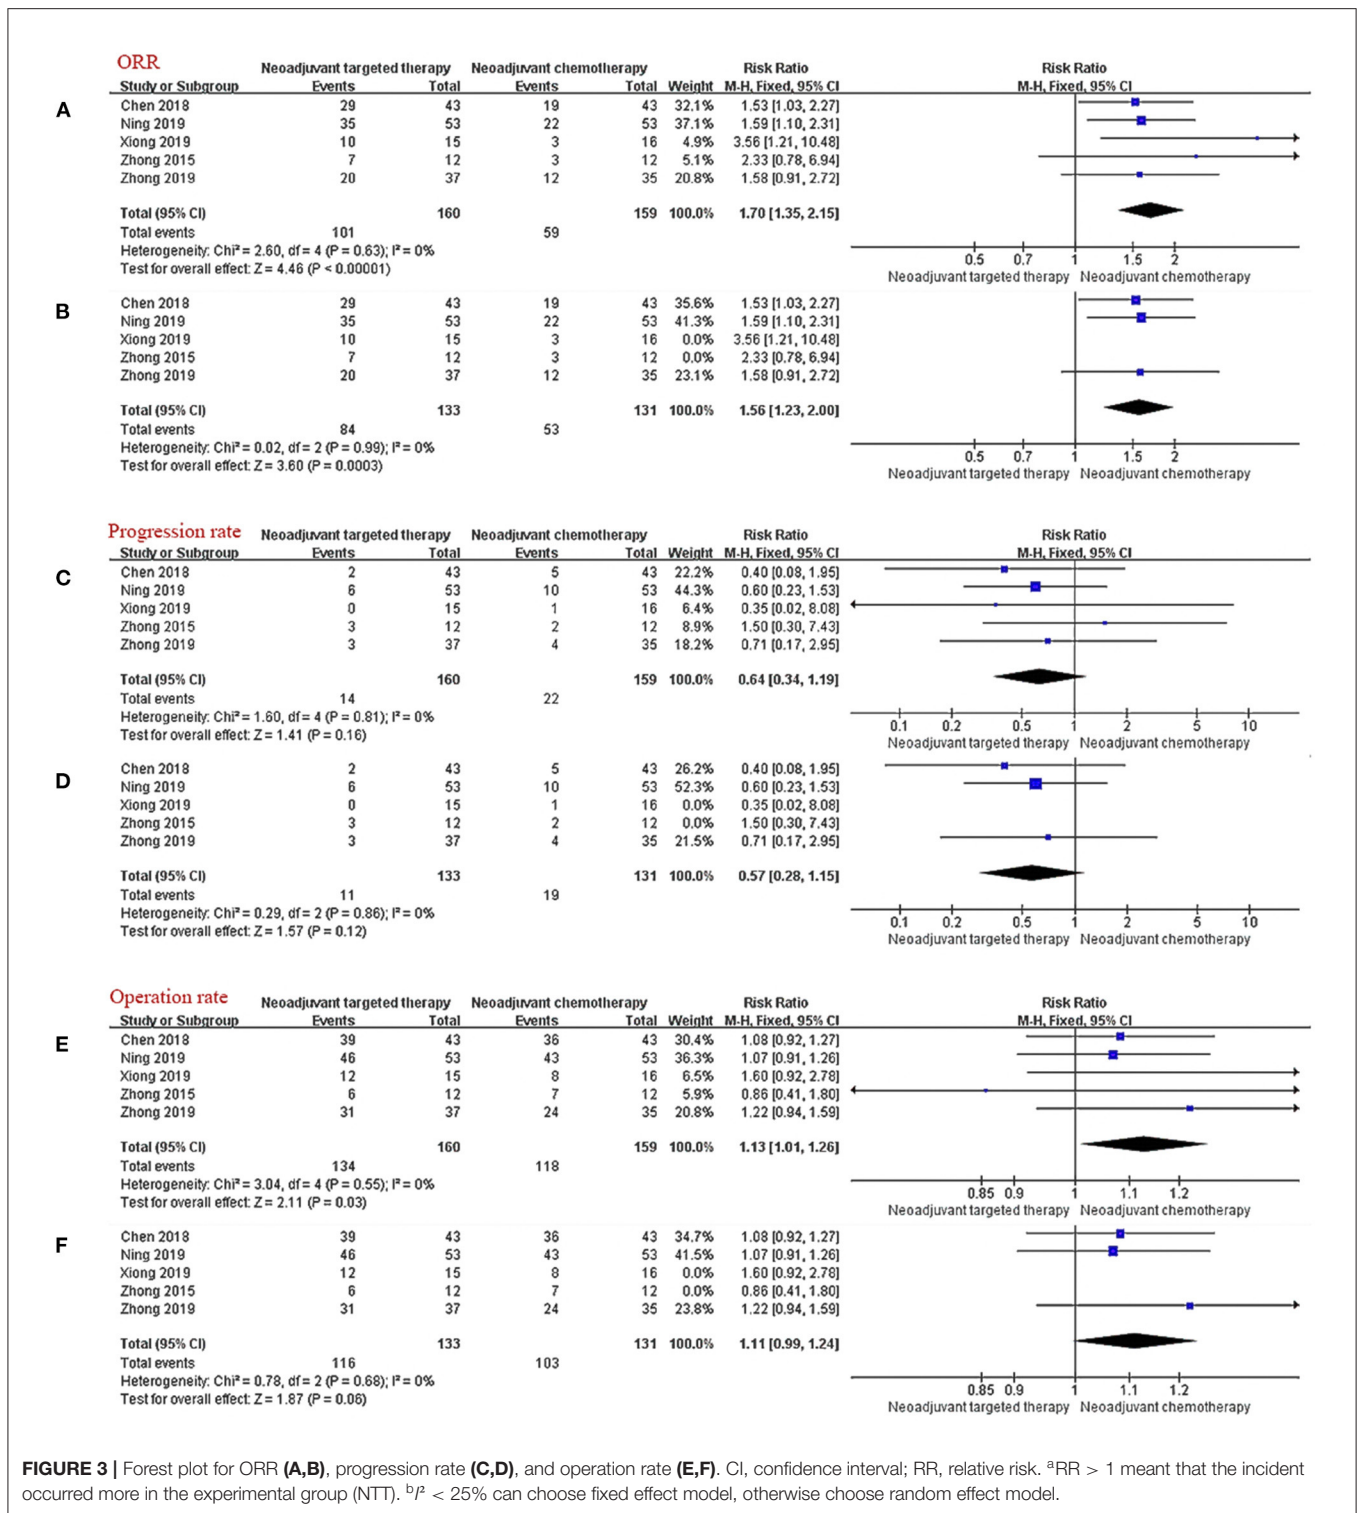 ORR
Neoadjuvant targeted therapy Neoadjuvant chemotherapy Risk Ratio Risk Ratio
Study or Subgroup Events Total Events Total Weight M-H, Fixed, 95% CI M-H, Fixed, 95% CI
A
Chen 2018 29 43 19 43 32.1% 1.53 [1.03, 2.27]
Ning 2019 35 53 22 53 37.1% 1.59 [1.10, 2.31]
Xiong 2019 10 15 3 16 4.9% 3.56 [1.21, 10.48]
Zhong 2015 7 12 3 12 5.1% 2.33 [0.78, 6.94]
Zhong 2019 20 37 12 35 20.8% 1.58 [0.91, 2.72]
Total (95% CI) 160 159 100.0% 1.70 [1.35, 2.15]
Total events 101 59
Heterogeneity: Chi² = 2.60, df = 4 (P = 0.63); I² = 0%
Test for overall effect: Z = 4.46 (P < 0.00001)
0.5 0.7 1 1.5 2
Neoadjuvant targeted therapy Neoadjuvant chemotherapy
B
Chen 2018 29 43 19 43 35.6% 1.53 [1.03, 2.27]
Ning 2019 35 53 22 53 41.3% 1.59 [1.10, 2.31]
Xiong 2019 10 15 3 16 0.0% 3.56 [1.21, 10.48]
Zhong 2015 7 12 3 12 0.0% 2.33 [0.78, 6.94]
Zhong 2019 20 37 12 35 23.1% 1.58 [0.91, 2.72]
Total (95% CI) 133 131 100.0% 1.56 [1.23, 2.00]
Total events 84 53
Heterogeneity: Chi² = 0.02, df = 2 (P = 0.99); I² = 0%
Test for overall effect: Z = 3.60 (P = 0.0003)
0.5 0.7 1 1.5 2
Neoadjuvant targeted therapy Neoadjuvant chemotherapy
Progression rate
Neoadjuvant targeted therapy Neoadjuvant chemotherapy Risk Ratio Risk Ratio
Study or Subgroup Events Total Events Total Weight M-H, Fixed, 95% CI M-H, Fixed, 95% CI
C
Chen 2018 2 43 5 43 22.2% 0.40 [0.08, 1.95]
Ning 2019 6 53 10 53 44.3% 0.60 [0.23, 1.53]
Xiong 2019 0 15 1 16 6.4% 0.35 [0.02, 8.08]
Zhong 2015 3 12 2 12 8.9% 1.50 [0.30, 7.43]
Zhong 2019 3 37 4 35 18.2% 0.71 [0.17, 2.95]
Total (95% CI) 160 159 100.0% 0.64 [0.34, 1.19]
Total events 14 22
Heterogeneity: Chi² = 1.60, df = 4 (P = 0.81); I² = 0%
Test for overall effect: Z = 1.41 (P = 0.16)
0.1 0.2 0.5 1 2 5 10
Neoadjuvant targeted therapy Neoadjuvant chemotherapy
D
Chen 2018 2 43 5 43 26.2% 0.40 [0.08, 1.95]
Ning 2019 6 53 10 53 52.3% 0.60 [0.23, 1.53]
Xiong 2019 0 15 1 16 0.0% 0.35 [0.02, 8.08]
Zhong 2015 3 12 2 12 0.0% 1.50 [0.30, 7.43]
Zhong 2019 3 37 4 35 21.5% 0.71 [0.17, 2.95]
Total (95% CI) 133 131 100.0% 0.57 [0.28, 1.15]
Total events 11 19
Heterogeneity: Chi² = 0.29, df = 2 (P = 0.86); I² = 0%
Test for overall effect: Z = 1.57 (P = 0.12)
0.1 0.2 0.5 1 2 5 10
Neoadjuvant targeted therapy Neoadjuvant chemotherapy
Operation rate
Neoadjuvant targeted therapy Neoadjuvant chemotherapy Risk Ratio Risk Ratio
Study or Subgroup Events Total Events Total Weight M-H, Fixed, 95% CI M-H, Fixed, 95% CI
E
Chen 2018 39 43 36 43 30.4% 1.08 [0.92, 1.27]
Ning 2019 46 53 43 53 36.3% 1.07 [0.91, 1.26]
Xiong 2019 12 15 8 16 6.5% 1.60 [0.92, 2.78]
Zhong 2015 6 12 7 12 5.9% 0.86 [0.41, 1.80]
Zhong 2019 31 37 24 35 20.8% 1.22 [0.94, 1.59]
Total (95% CI) 160 159 100.0% 1.13 [1.01, 1.26]
Total events 134 118
Heterogeneity: Chi² = 3.04, df = 4 (P = 0.55); I² = 0%
Test for overall effect: Z = 2.11 (P = 0.03)
0.85 0.9 1 1.1 1.2
Neoadjuvant targeted therapy Neoadjuvant chemotherapy
F
Chen 2018 39 43 36 43 34.7% 1.08 [0.92, 1.27]
Ning 2019 46 53 43 53 41.5% 1.07 [0.91, 1.26]
Xiong 2019 12 15 8 16 0.0% 1.60 [0.92, 2.78]
Zhong 2015 6 12 7 12 0.0% 0.86 [0.41, 1.80]
Zhong 2019 31 37 24 35 23.8% 1.22 [0.94, 1.59]
Total (95% CI) 133 131 100.0% 1.11 [0.99, 1.24]
Total events 116 103
Heterogeneity: Chi² = 0.78, df = 2 (P = 0.68); I² = 0%
Test for overall effect: Z = 1.87 (P = 0.06)
0.85 0.9 1 1.1 1.2
Neoadjuvant targeted therapy Neoadjuvant chemotherapy
FIGURE 3 | Forest plot for ORR (A,B), progression rate (C,D), and operation rate (E,F). CI, confidence interval; RR, relative risk. ᵃRR > 1 meant that the incident
occurred more in the experimental group (NTT). ᵇI² < 25% can choose fixed effect model, otherwise choose random effect model.